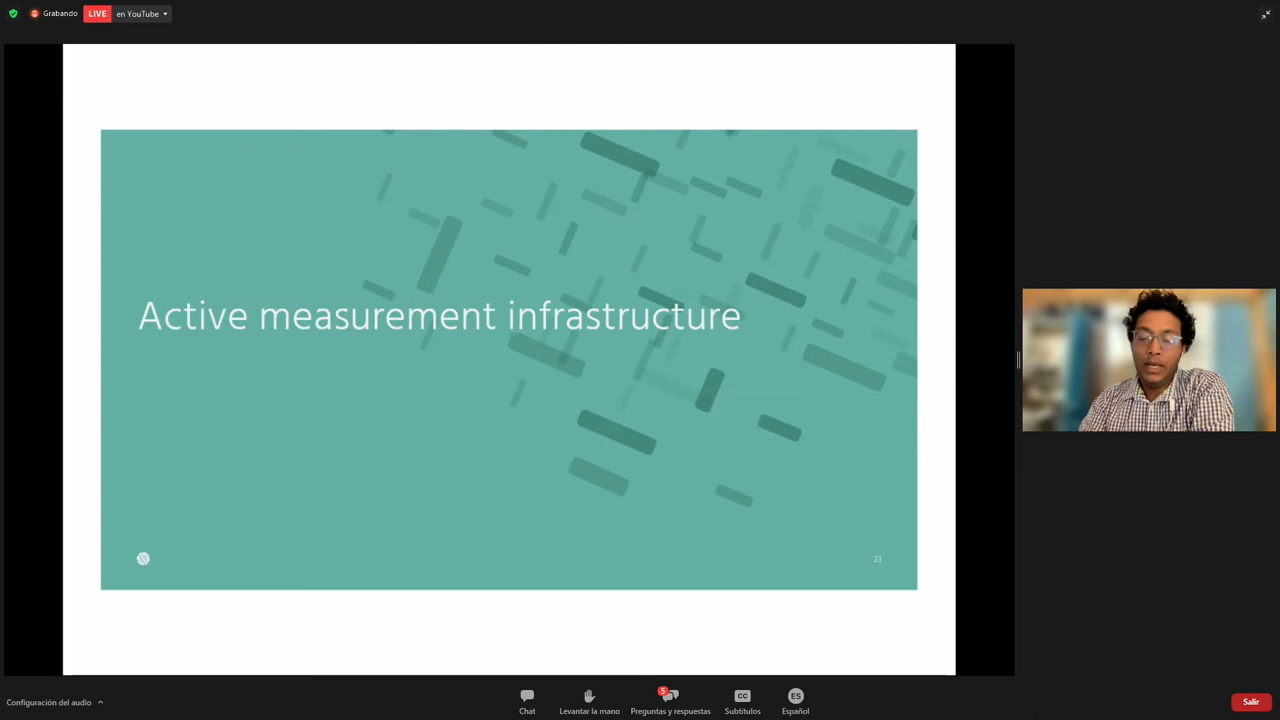 Grabando
LIVE
en YouTube
Active measurement infrastructure
23
Configuración del audio
Chat
Levantar la mano
5
Preguntas y respuestas
CC
Subtítulos
ES
Español
Salir